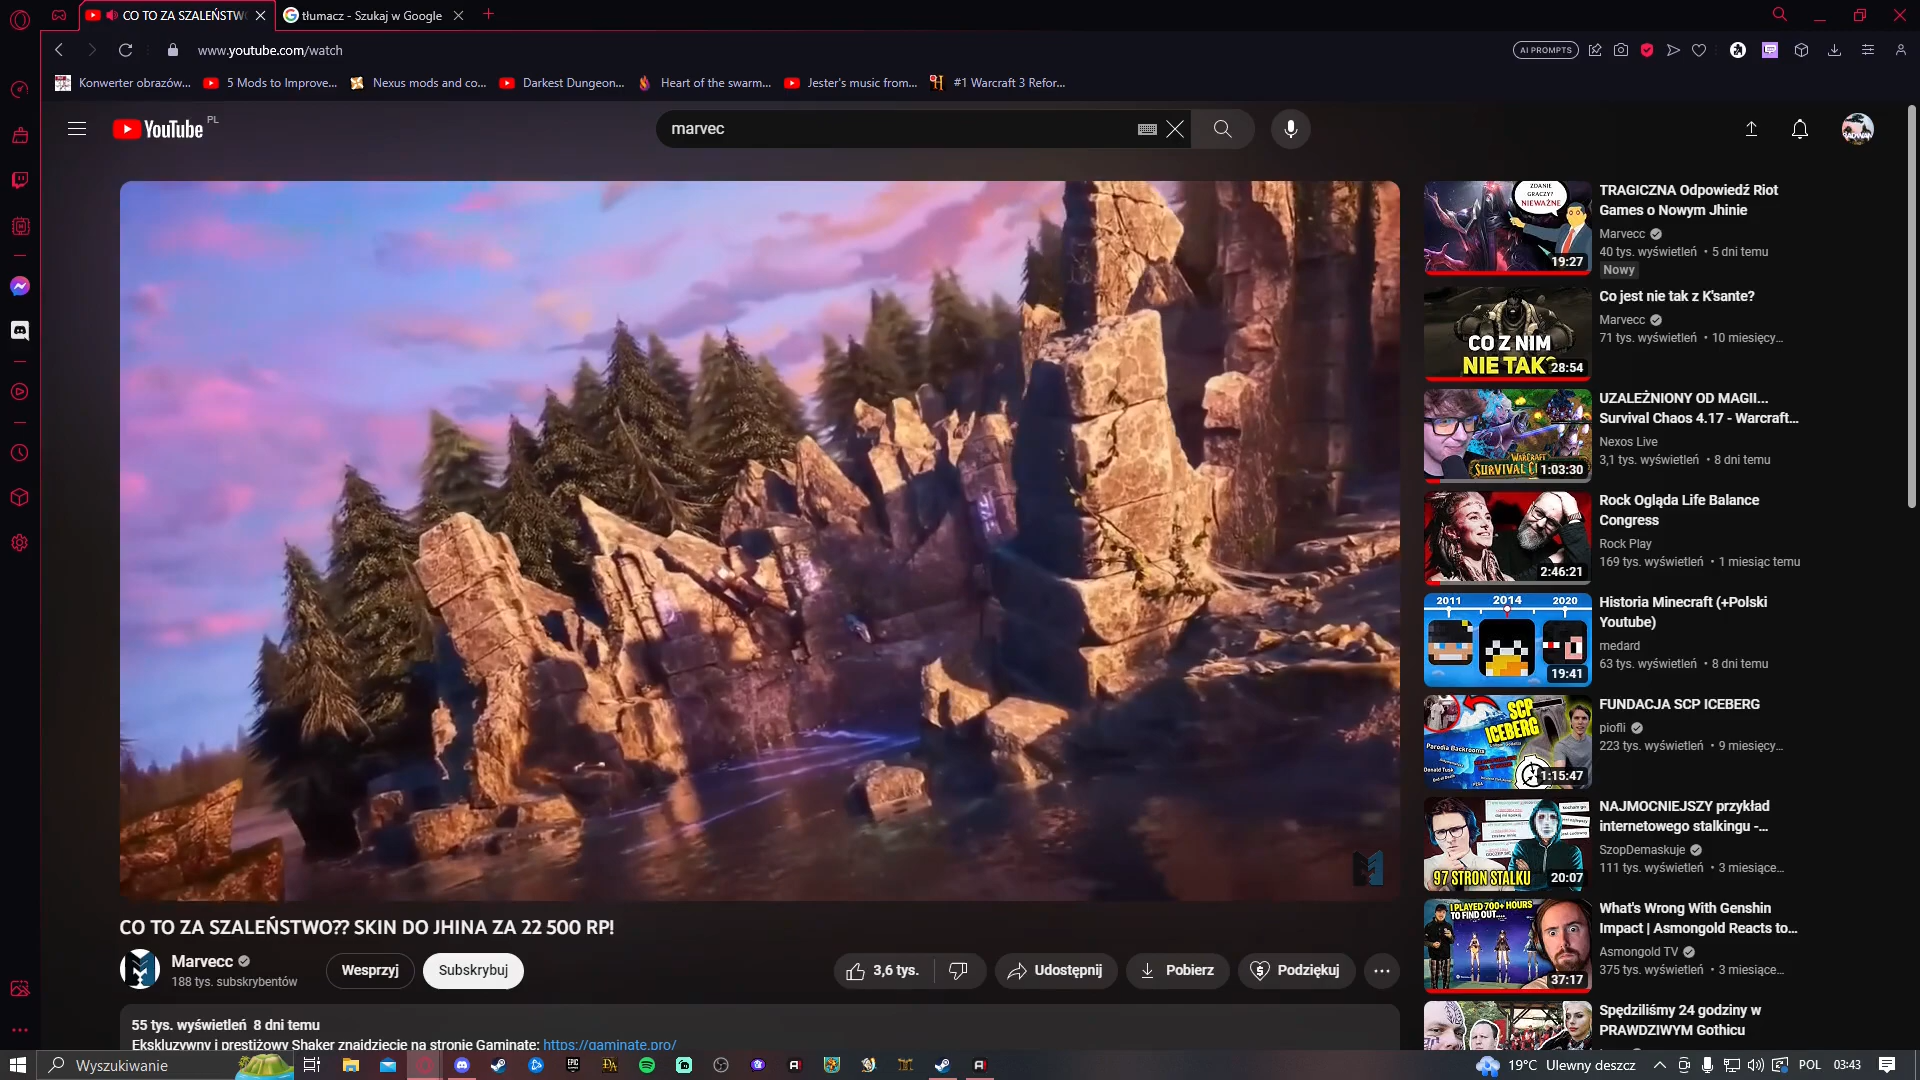 CO TO ZA SZALEŃSTW
tłumacz - Szukaj w Google
www.youtube.com/watch
AI PROMPTS
Konwerter obrazów...
5 Mods to Improve...
Nexus mods and co...
Darkest Dungeon...
Heart of the swarm...
Jester's music from...
#1 Warcraft 3 Refor...
YouTube PL
marvec
ZDANIE
GRACZY?
NIEWAŻNE
19:27
TRAGICZNA Odpowiedź Riot
Games o Nowym Jhinie
Marvecc
40 tys. wyświetleń • 5 dni temu
Nowy
CO Z NIM
NIE TAK?
28:54
Co jest nie tak z K'sante?
Marvecc
71 tys. wyświetleń • 10 miesięcy...
WARCRAFT
SURVIVAL C
1:03:30
UZALEŻNIONY OD MAGII...
Survival Chaos 4.17 - Warcraft...
Nexos Live
3,1 tys. wyświetleń • 8 dni temu
2:46:21
Rock Ogląda Life Balance
Congress
Rock Play
169 tys. wyświetleń • 1 miesiąc temu
2011 2014 2020
19:41
Historia Minecraft (+Polski
Youtube)
medard
63 tys. wyświetleń • 8 dni temu
SCP
ICEBERG
Parodia Backrooms
Donald Tusk
1:15:47
FUNDACJA SCP ICEBERG
piofli
223 tys. wyświetleń • 9 miesięcy...
97 STRON STALKU
20:07
NAJMOCNIEJSZY przykład
internetowego stalkingu -...
SzopDemaskuje
111 tys. wyświetleń • 3 miesiące...
I PLAYED 700+ HOURS
TO FIND OUT....
37:17
What's Wrong With Genshin
Impact | Asmongold Reacts to...
Asmongold TV
375 tys. wyświetleń • 3 miesiące...
Spędziliśmy 24 godziny w
PRAWDZIWYM Gothicu
CO TO ZA SZALEŃSTWO?? SKIN DO JHINA ZA 22 500 RP!
Marvecc
188 tys. subskrybentów
Wesprzyj
Subskrybuj
3,6 tys.
Udostępnij
Pobierz
Podziękuj
55 tys. wyświetleń 8 dni temu
Ekskluzywny i prestiżowy Shaker znajdziecie na stronie Gaminate: https://gaminate.pro/
Wyszukiwanie
19°C Ulewny deszcz
POL
03:43